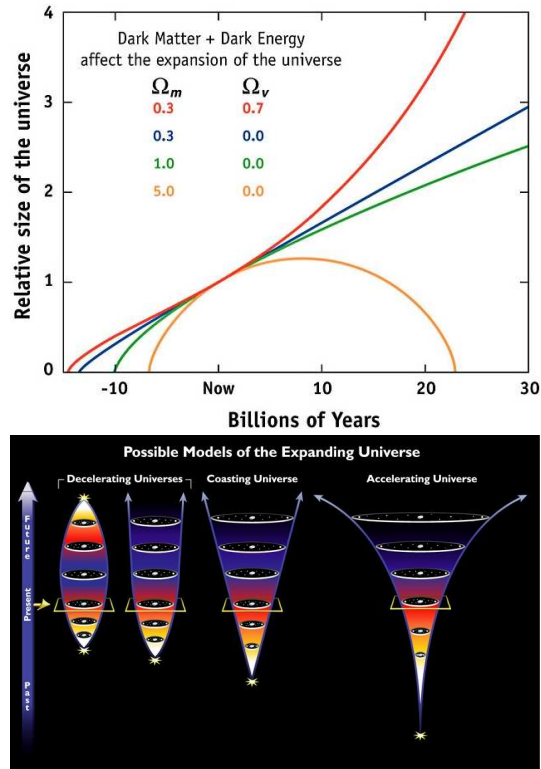 Dark Matter + Dark Energy
affect the expansion of the universe
Ωm Ωv
0.3 0.7
0.3 0.0
1.0 0.0
5.0 0.0
Relative size of the universe
4
3
2
1
0
-10 Now 10 20 30
Billions of Years
Possible Models of the Expanding Universe
Decelerating Universes Coasting Universe Accelerating Universe
Future
Present
Past